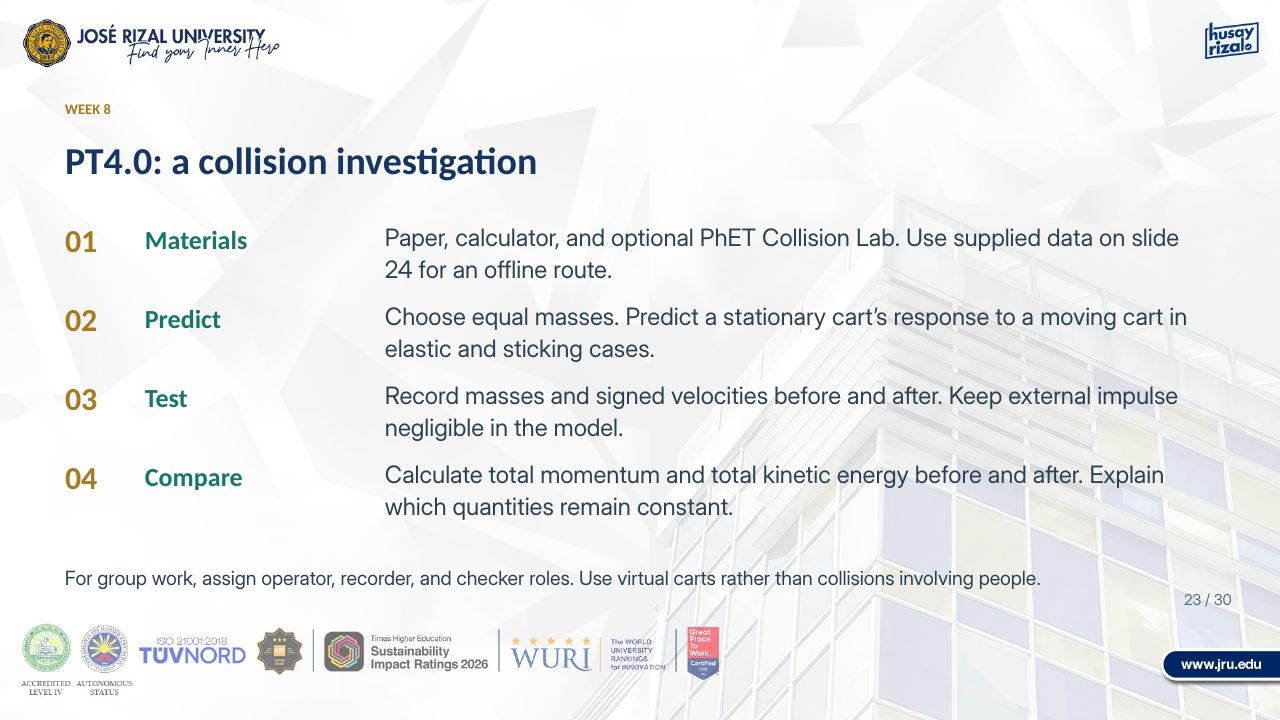 JOSÉ RIZAL UNIVERSITY
Find your Inner Hero
husay
rizal
WEEK 8
PT4.0: a collision investigation
01 Materials Paper, calculator, and optional PhET Collision Lab. Use supplied data on slide
24 for an offline route.
02 Predict Choose equal masses. Predict a stationary cart’s response to a moving cart in
elastic and sticking cases.
03 Test Record masses and signed velocities before and after. Keep external impulse
negligible in the model.
04 Compare Calculate total momentum and total kinetic energy before and after. Explain
which quantities remain constant.
For group work, assign operator, recorder, and checker roles. Use virtual carts rather than collisions involving people.
23 / 30
ACCREDITED
LEVEL IV
AUTONOMOUS
STATUS
ISO 21001:2018
TÜVNORD
Times Higher Education
Sustainability
Impact Ratings 2026
WURI
The WORLD
UNIVERSITY
RANKINGS
for INNOVATION
Great
Place
To
Work.
Certified
www.jru.edu